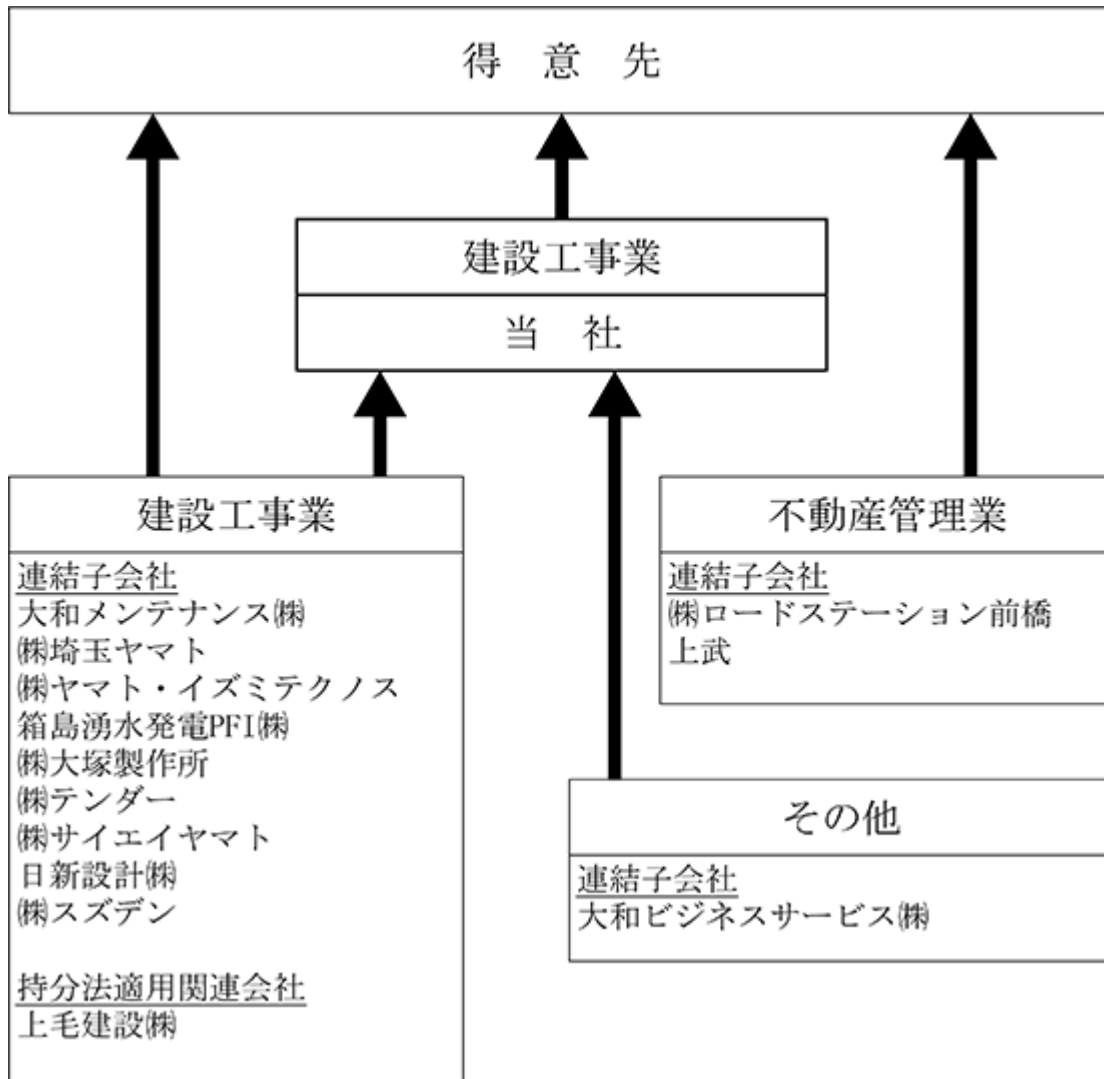 得意先
建設工事業
当社
建設工事業
連結子会社
大和メンテナンス㈱
㈱埼玉ヤマト
㈱ヤマト・イズミテクノス
箱島湧水発電PFI㈱
㈱大塚製作所
㈱テンダー
㈱サイエイヤマト
日新設計㈱
㈱スズデン
持分法適用関連会社
上毛建設㈱
不動産管理業
連結子会社
㈱ロードステーション前橋
上武
その他
連結子会社
大和ビジネスサービス㈱